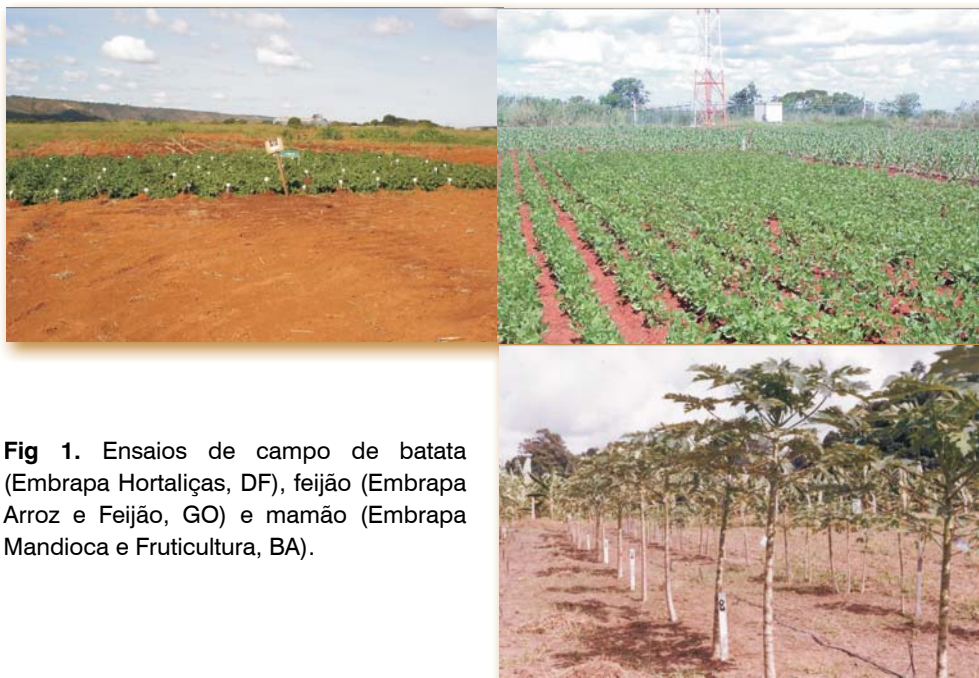 Fig 1. Ensaios de campo de batata
(Embrapa Hortaliças, DF), feijão (Embrapa
Arroz e Feijão, GO) e mamão (Embrapa
Mandioca e Fruticultura, BA).